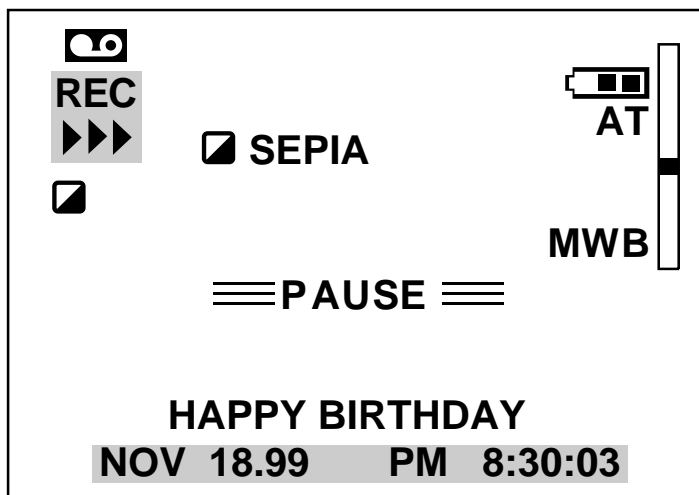 REC
AT
SEPIA
MWB
PAUSE
HAPPY BIRTHDAY
NOV 18.99 PM 8:30:03